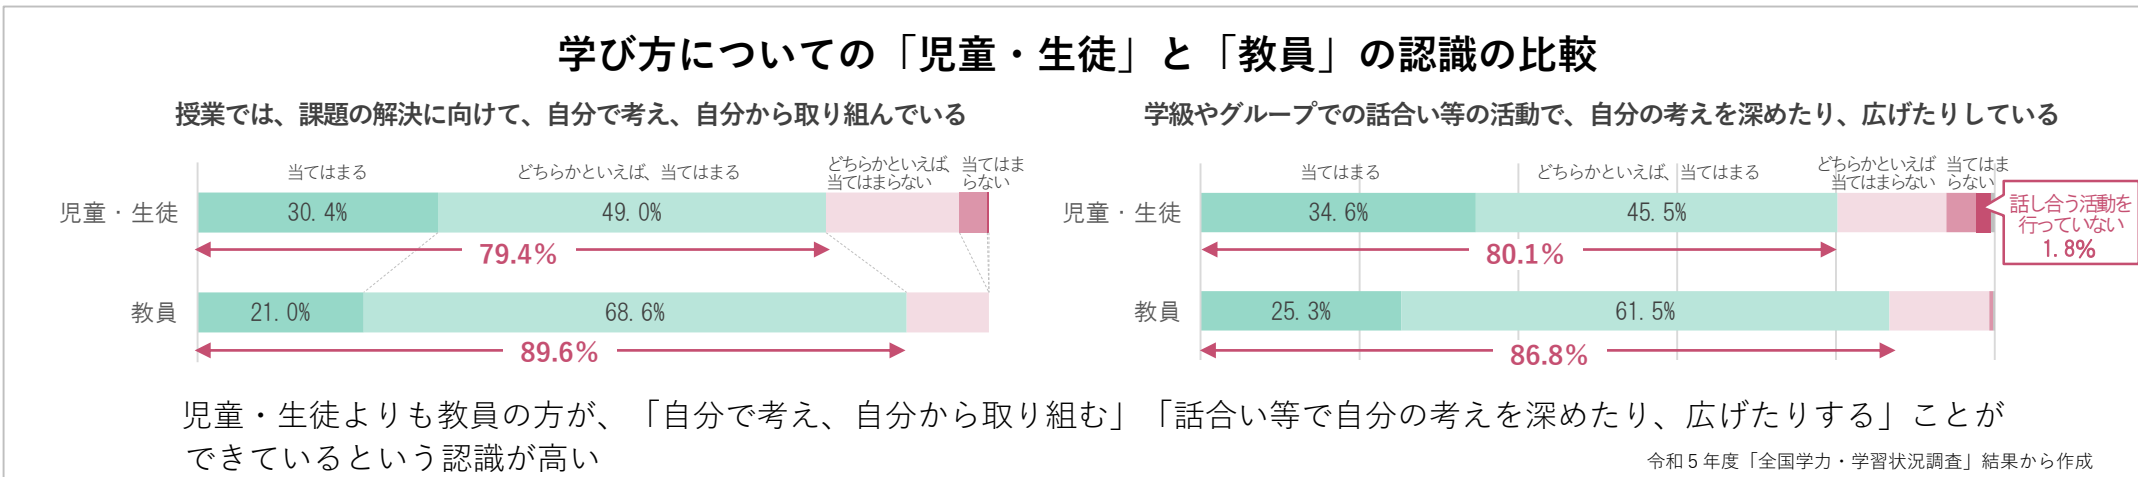 学び方についての「児童・生徒」と「教員」の認識の比較
授業では、課題の解決に向けて、自分で考え、自分から取り組んでいる
当てはまる
どちらかといえば、当てはまる
どちらかといえば、
当てはまらない
当てはま
らない
児童・生徒
30.4%
49.0%
79.4%
教員
21.0%
68.6%
89.6%
学級やグループでの話合い等の活動で、自分の考えを深めたり、広げたりしている
当てはまる
どちらかといえば、当てはまる
どちらかといえば
当てはまらない
当てはま
らない
児童・生徒
34.6%
45.5%
話し合う活動を
行っていない
1.8%
80.1%
教員
25.3%
61.5%
86.8%
児童・生徒よりも教員の方が、「自分で考え、自分から取り組む」「話合い等で自分の考えを深めたり、広げたりする」ことが
できているという認識が高い
令和5年度「全国学力・学習状況調査」結果から作成